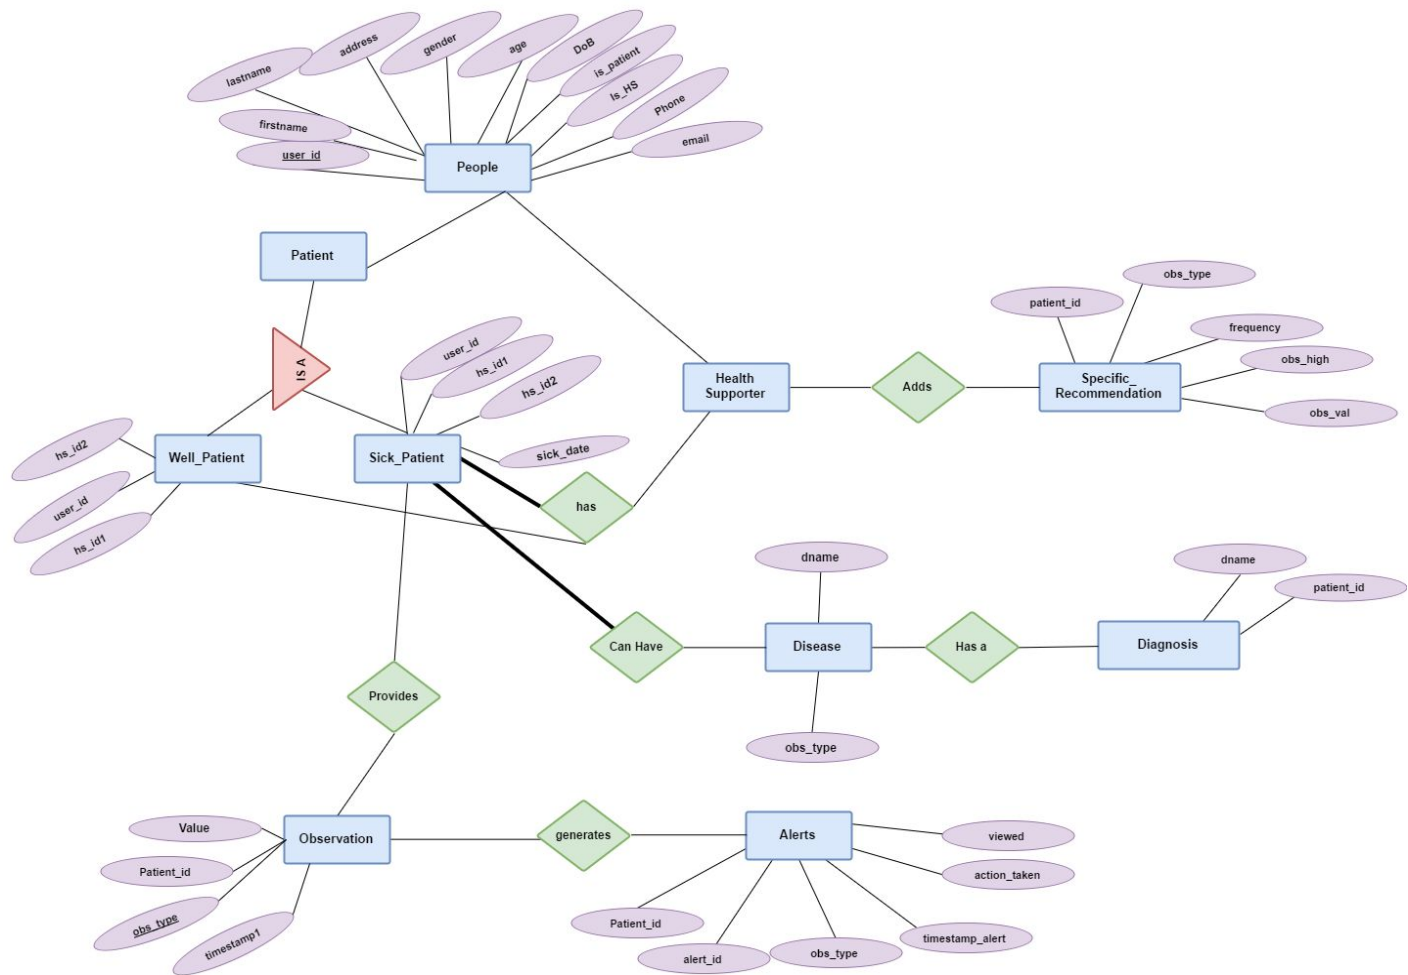 lastname
address
gender
age
DoB
is_patient
Is_HS
Phone
email
firstname
user_id
People
Patient
IS A
user_id
hs_id1
hs_id2
sick_date
Health
Supporter
Adds
Specific_
Recommendation
patient_id
obs_type
frequency
obs_high
obs_val
hs_id2
user_id
hs_id1
Well_Patient
Sick_Patient
has
dname
Can Have
Disease
obs_type
Has a
dname
patient_id
Diagnosis
Provides
Value
Patient_id
obs_type
timestamp1
Observation
generates
Alerts
viewed
action_taken
timestamp_alert
obs_type
alert_id
Patient_id